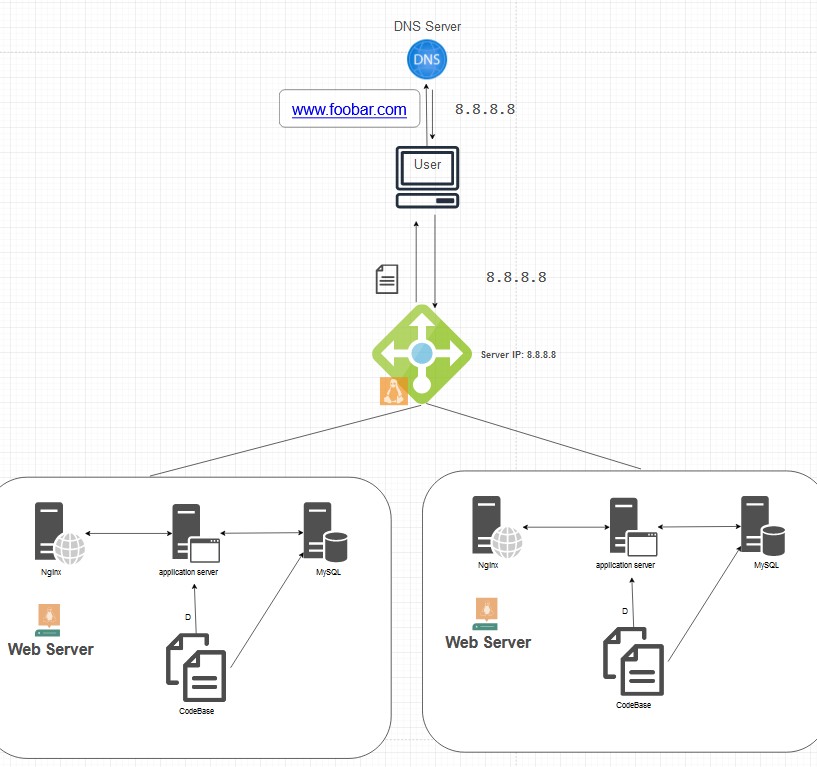 DNS Server
DNS
www.foobar.com
8.8.8.8
User
8.8.8.8
Server IP: 8.8.8.8
Nginx
application server
MySQL
D
Web Server
CodeBase
Nginx
application server
MySQL
D
Web Server
CodeBase